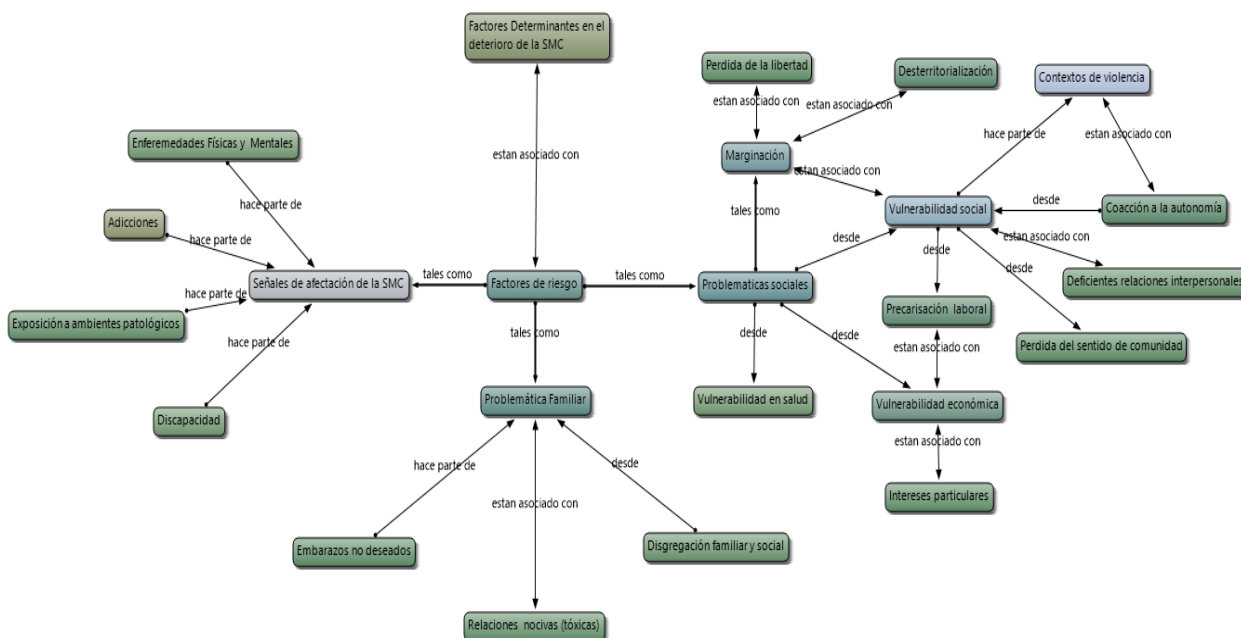 Factores Determinantes en el
deterioro de la SMC
Perdida de la libertad
Desterritorialización
Contextos de violencia
estan asociado con
estan asociado con
hace parte de
estan asociado con
Enferemedades Físicas y Mentales
estan asociado con
Marginación
estan asociado con
hace parte de
tales como
Vulnerabilidad social
desde
Coacción a la autonomía
Adicciones
hace parte de
desde
desde
estan asociado con
desde
Señales de afectación de la SMC
tales como
Factores de riesgo
tales como
Problematicas sociales
Deficientes relaciones interpersonales
hace parte de
Exposición a ambientes patológicos
Precarisación laboral
tales como
desde
desde
hace parte de
estan asociado con
Perdida del sentido de comunidad
Problemática Familiar
Vulnerabilidad en salud
Vulnerabilidad económica
Discapacidad
estan asociado con
hace parte de
desde
estan asociado con
Intereses particulares
Embarazos no deseados
Disgregación familiar y social
Relaciones nocivas (tóxicas)